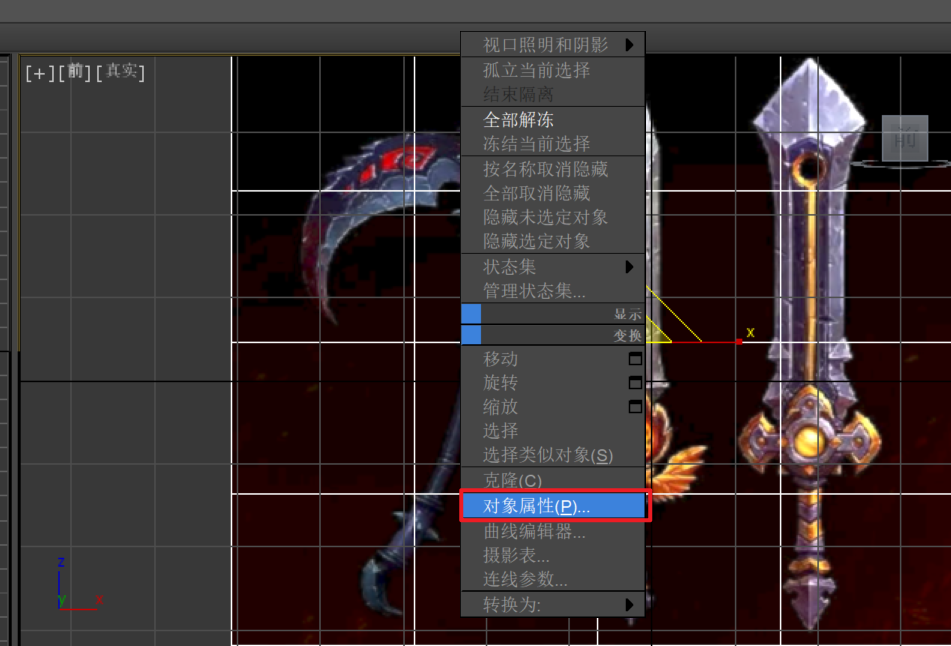 [+][前][真实]
视口照明和阴影
孤立当前选择
结束隔离
全部解冻
冻结当前选择
按名称取消隐藏
全部取消隐藏
隐藏未选定对象
隐藏选定对象
状态集
管理状态集...
显示
变换
移动
旋转
缩放
选择
选择类似对象(S)
克隆(C)
对象属性(P)...
曲线编辑器...
摄影表...
连线参数...
转换为:
前
x
z
y
x